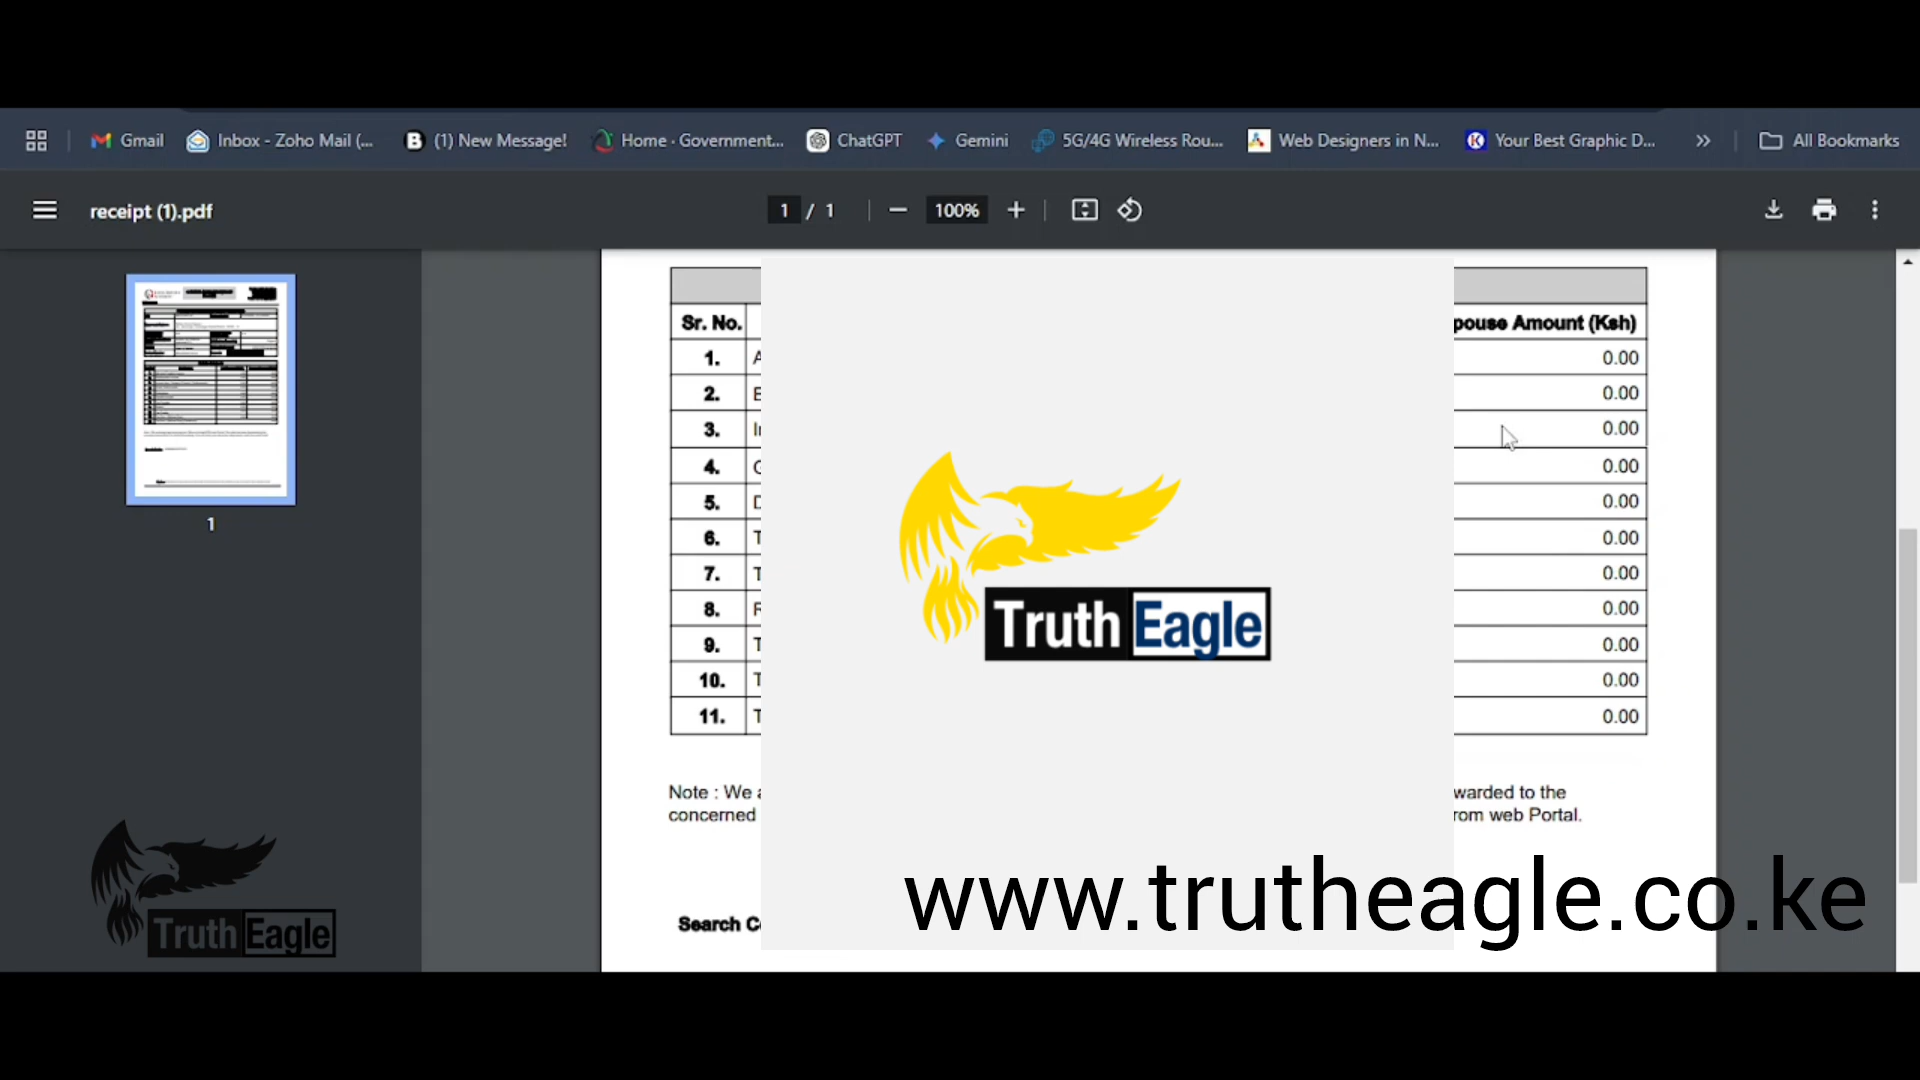 Gmail
Inbox - Zoho Mail (...
(1) New Message!
Home · Government...
ChatGPT
Gemini
5G/4G Wireless Rou...
Web Designers in N...
Your Best Graphic D...
All Bookmarks
receipt (1).pdf
1 / 1
100%
1
Sr. No.
pouse Amount (Ksh)
1. A 0.00
2. 0.00
3. 0.00
4. 0.00
5. 0.00
6. T 0.00
7. T 0.00
8. 0.00
9. T 0.00
10. T 0.00
11. T 0.00
Note : We
warded to the
concerned
rom web Portal.
Search C
Truth Eagle
www.trutheagle.co.ke
Truth Eagle